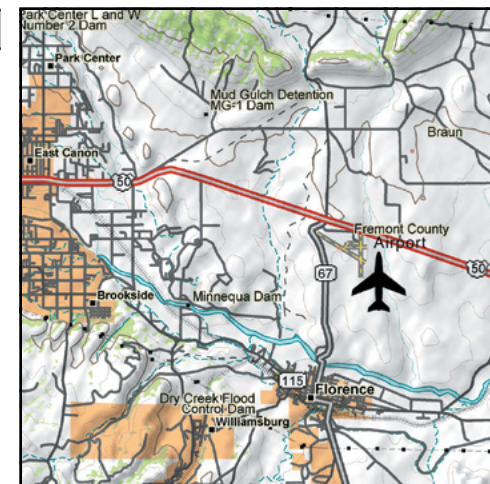 Park Center L and W
Number 2 Dam
Park Center
Mud Gulch Detention
MG-1 Dam
Braun
East Canon
50
Fremont County
Airport
50
67
Brookside
Minnequa Dam
115
Florence
Dry Creek Flood
Control Dam
Williamsburg